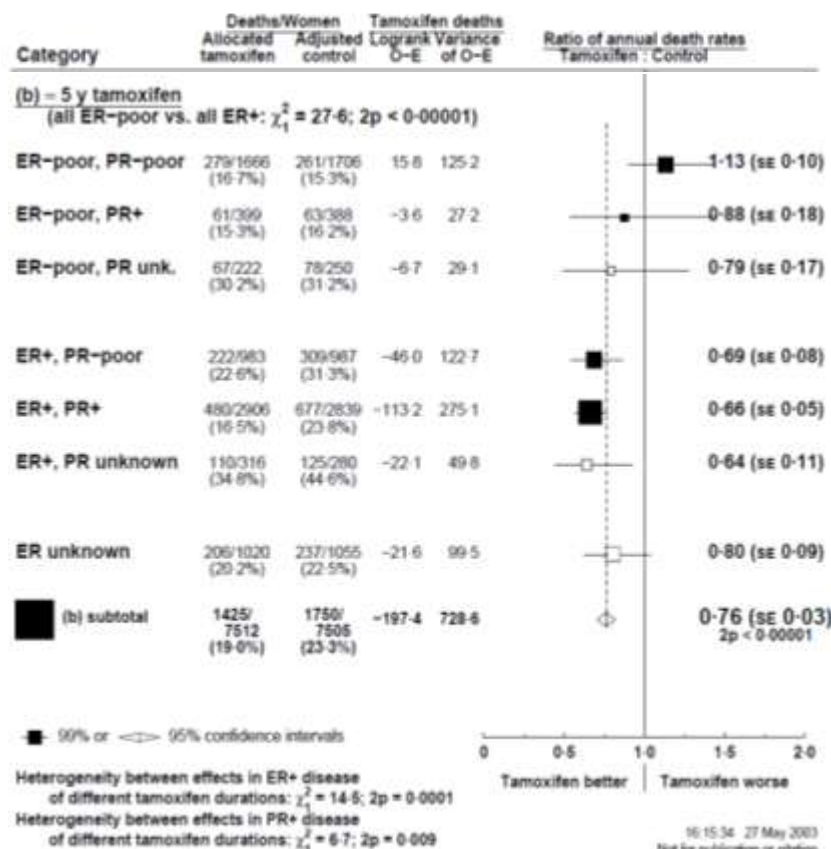 Deaths/Women Tamoxifen deaths
Allocated Adjusted Logrank Variance Ratio of annual death rates
Category tamoxifen control O−E of O−E Tamoxifen : Control
(b) − 5 y tamoxifen
(all ER−poor vs. all ER+: χ²₁ = 27·6; 2p < 0·00001)
ER−poor, PR−poor 279/1666 261/1706 15·8 125·2 1·13 (SE 0·10)
(16·7%) (15·3%)
ER−poor, PR+ 61/399 63/388 −3·6 27·2 0·88 (SE 0·18)
(15·3%) (16·2%)
ER−poor, PR unk. 67/222 78/250 −6·7 29·1 0·79 (SE 0·17)
(30·2%) (31·2%)
ER+, PR−poor 222/983 309/987 −46·0 122·7 0·69 (SE 0·08)
(22·6%) (31·3%)
ER+, PR+ 480/2906 677/2839 −113·2 275·1 0·66 (SE 0·05)
(16·5%) (23·8%)
ER+, PR unknown 110/316 125/280 −22·1 49·8 0·64 (SE 0·11)
(34·8%) (44·6%)
ER unknown 206/1020 237/1055 −21·6 99·5 0·80 (SE 0·09)
(20·2%) (22·5%)
(b) subtotal 1425/ 1750/ −197·4 728·6 0·76 (SE 0·03)
7512 7505 2p < 0·00001
(19·0%) (23·3%)
99% or 95% confidence intervals
0 0·5 1·0 1·5 2·0
Tamoxifen better Tamoxifen worse
Heterogeneity between effects in ER+ disease
of different tamoxifen durations: χ²₁ = 14·5; 2p = 0·0001
Heterogeneity between effects in PR+ disease
of different tamoxifen durations: χ²₁ = 6·7; 2p = 0·009
16:15:34 27 May 2003
Not for publication or citation